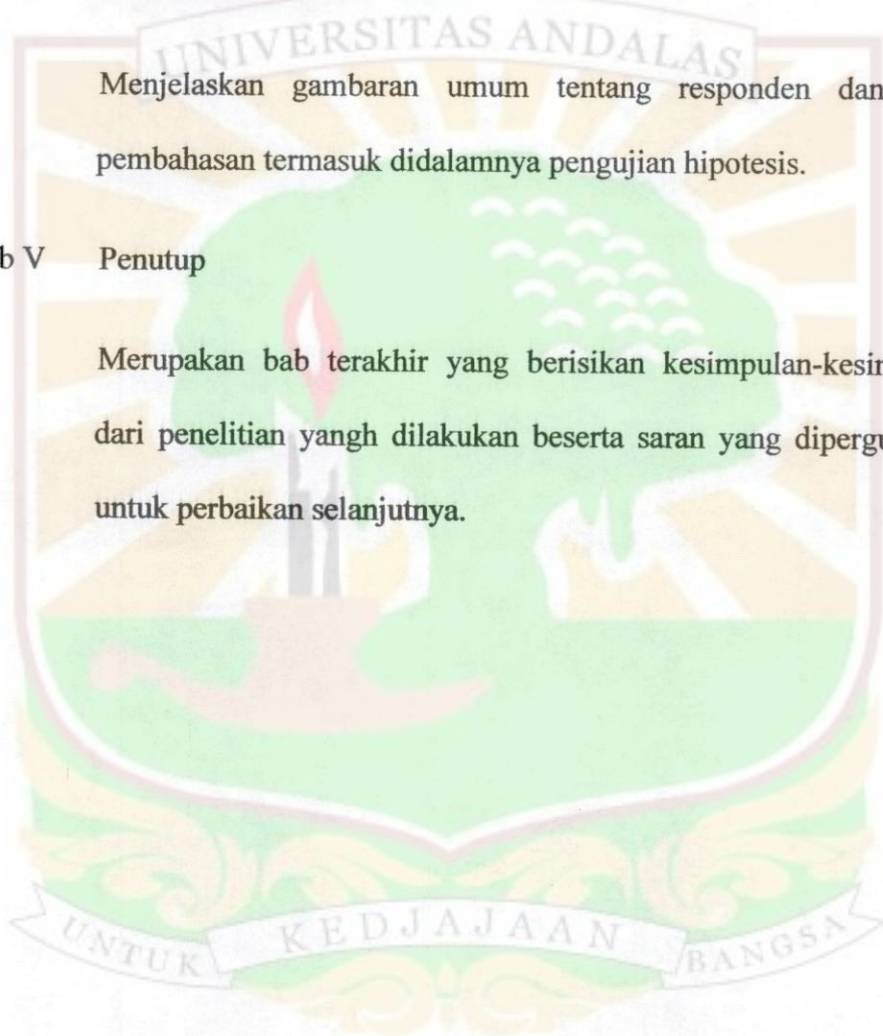 UNIVERSITAS ANDALAS
Menjelaskan gambaran umum tentang responden dan
pembahasan termasuk didalamnya pengujian hipotesis.
b V Penutup
Merupakan bab terakhir yang berisikan kesimpulan-kesin
dari penelitian yangh dilakukan beserta saran yang dipergu
untuk perbaikan selanjutnya.
UNTUK KEDJAJAAN BANGSA